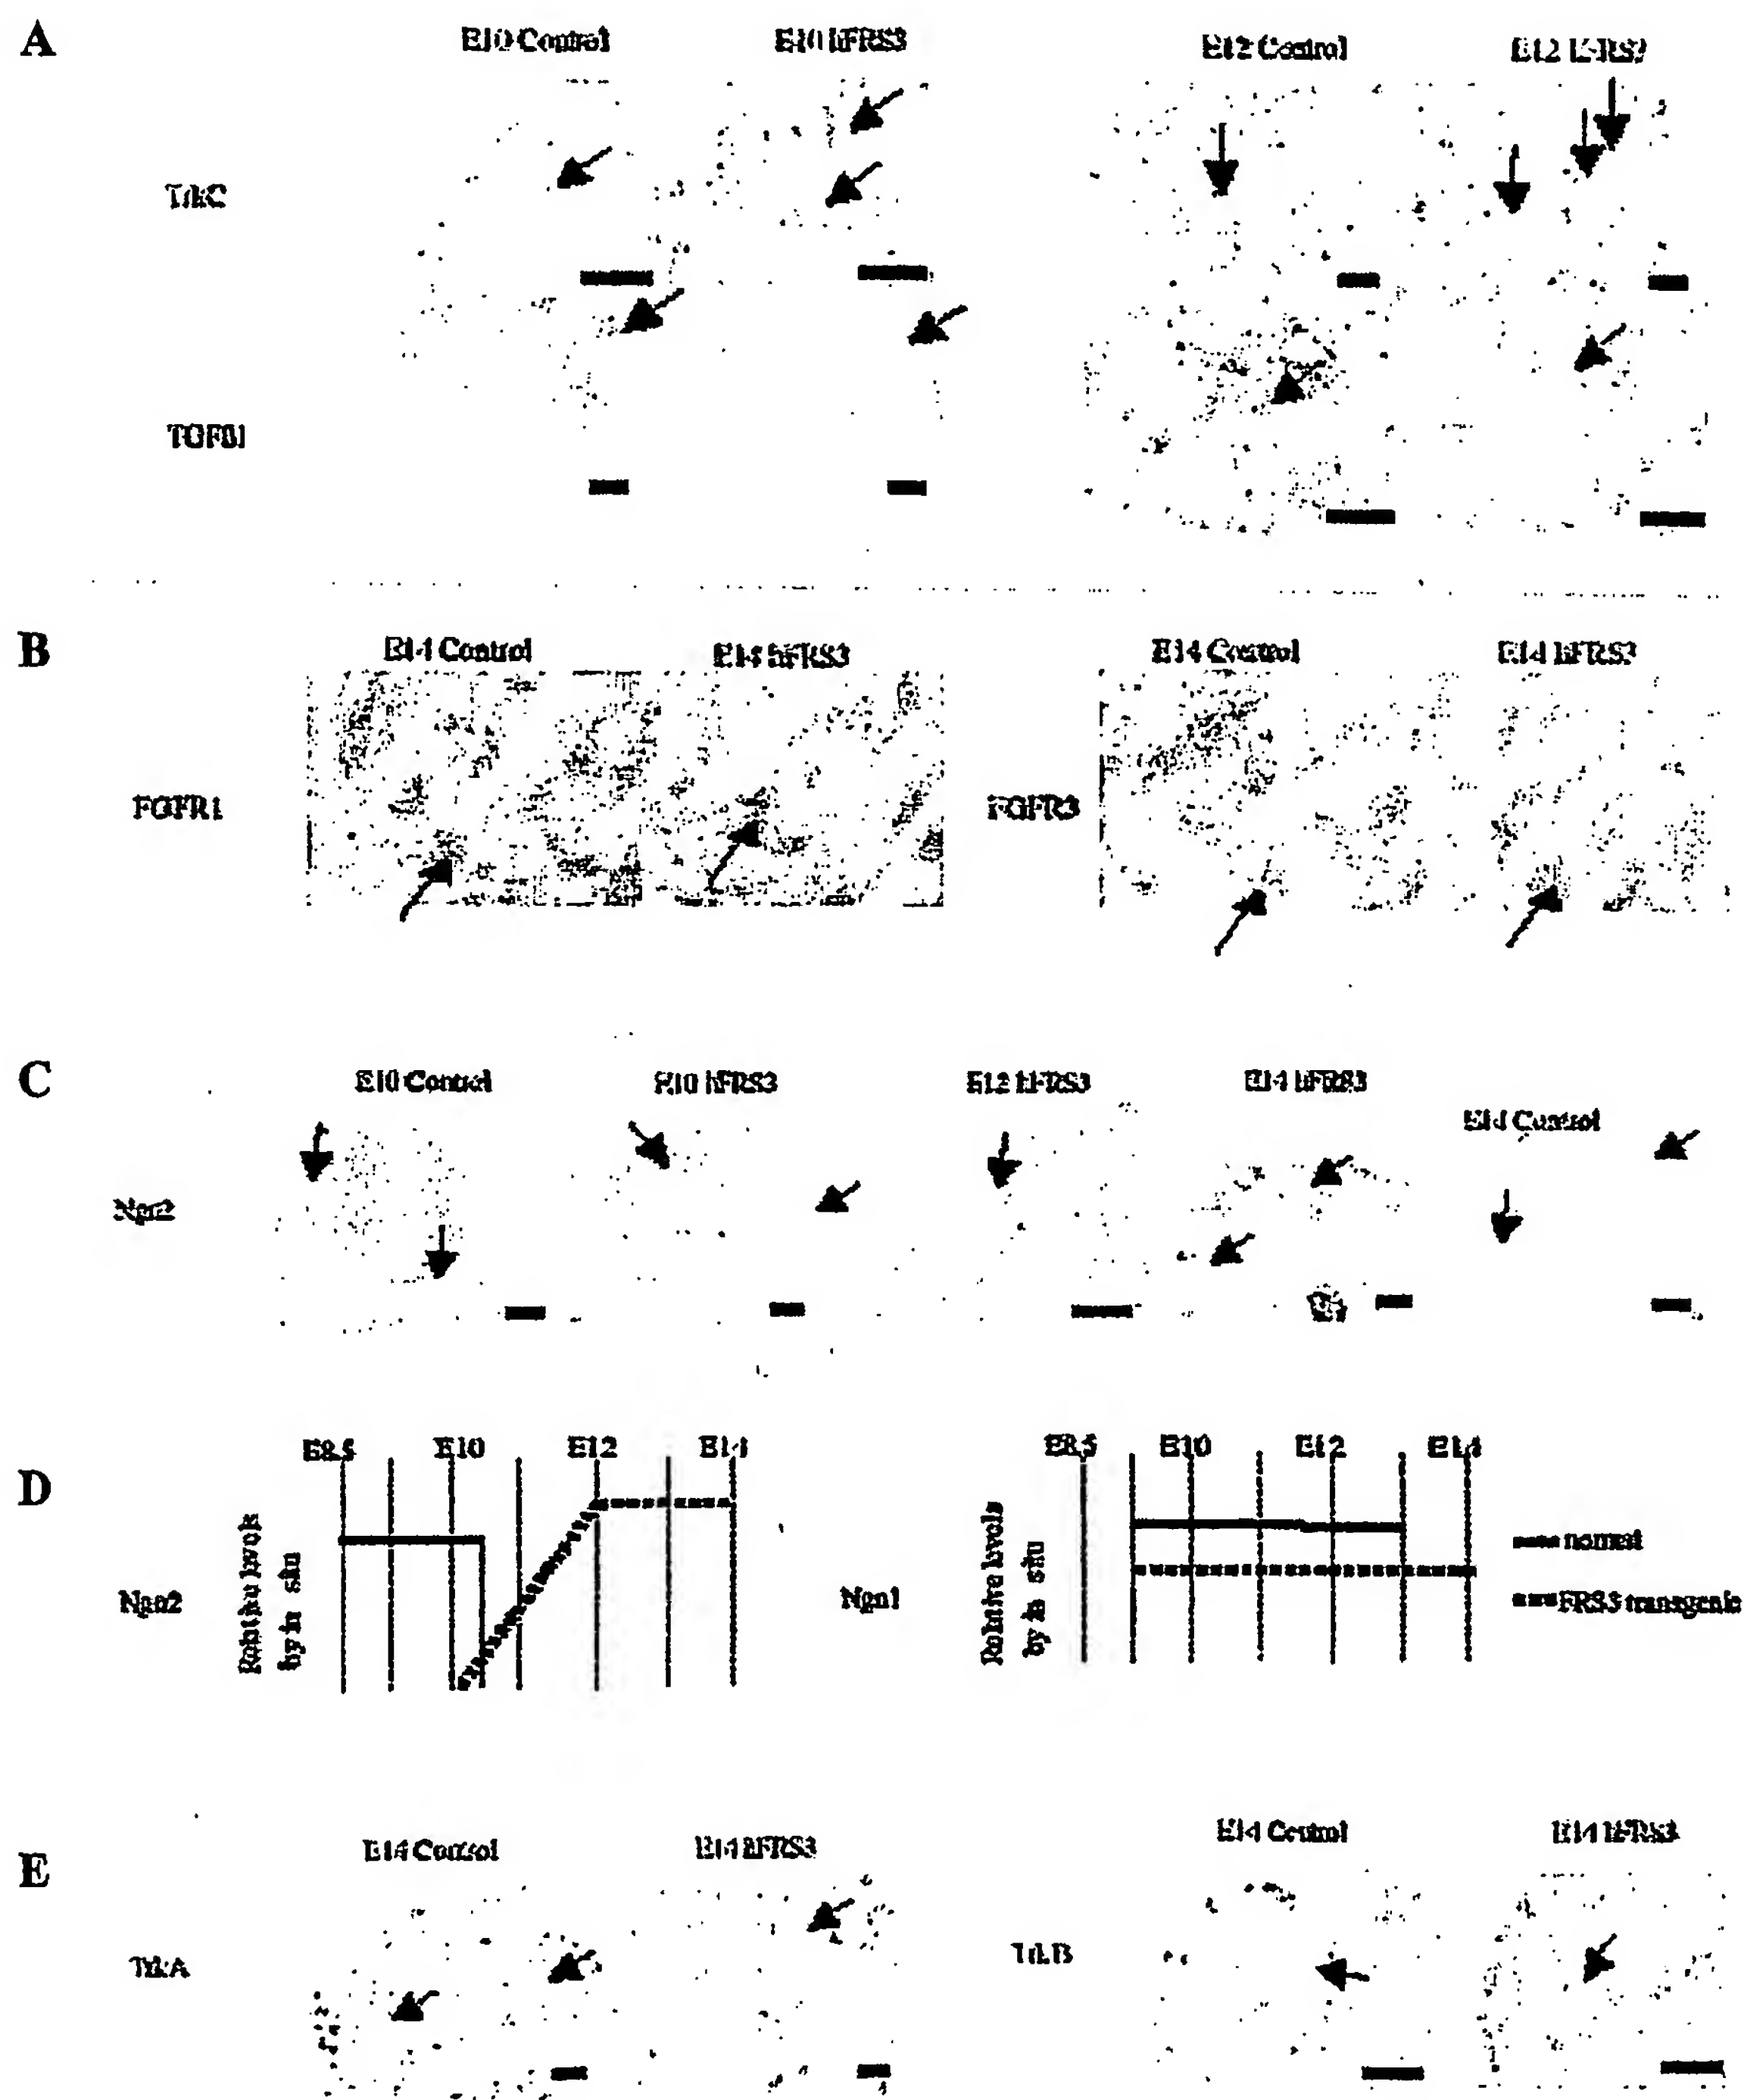 A
E10 Control
E10 hFRS3
E12 Control
E12
TrkC
TGFβ1
B
E14 Control
E14 hFRS3
E14 Control
E14 hFRS3
FGFR1
FGFR3
C
E10 Control
E10 hFRS3
E12 hFRS3
E14 hFRS3
E14 Control
Ngn2
D
E8.5 E10 E12 E14
E8.5 E10 E12 E14
Ngn2
Relative levels
by in situ
Ngn1
Relative levels
by in situ
normal
FRS3 transgenic
E
E14 Control
E14 hFRS3
E14 Control
E14 hFRS3
TrkA
TrkB